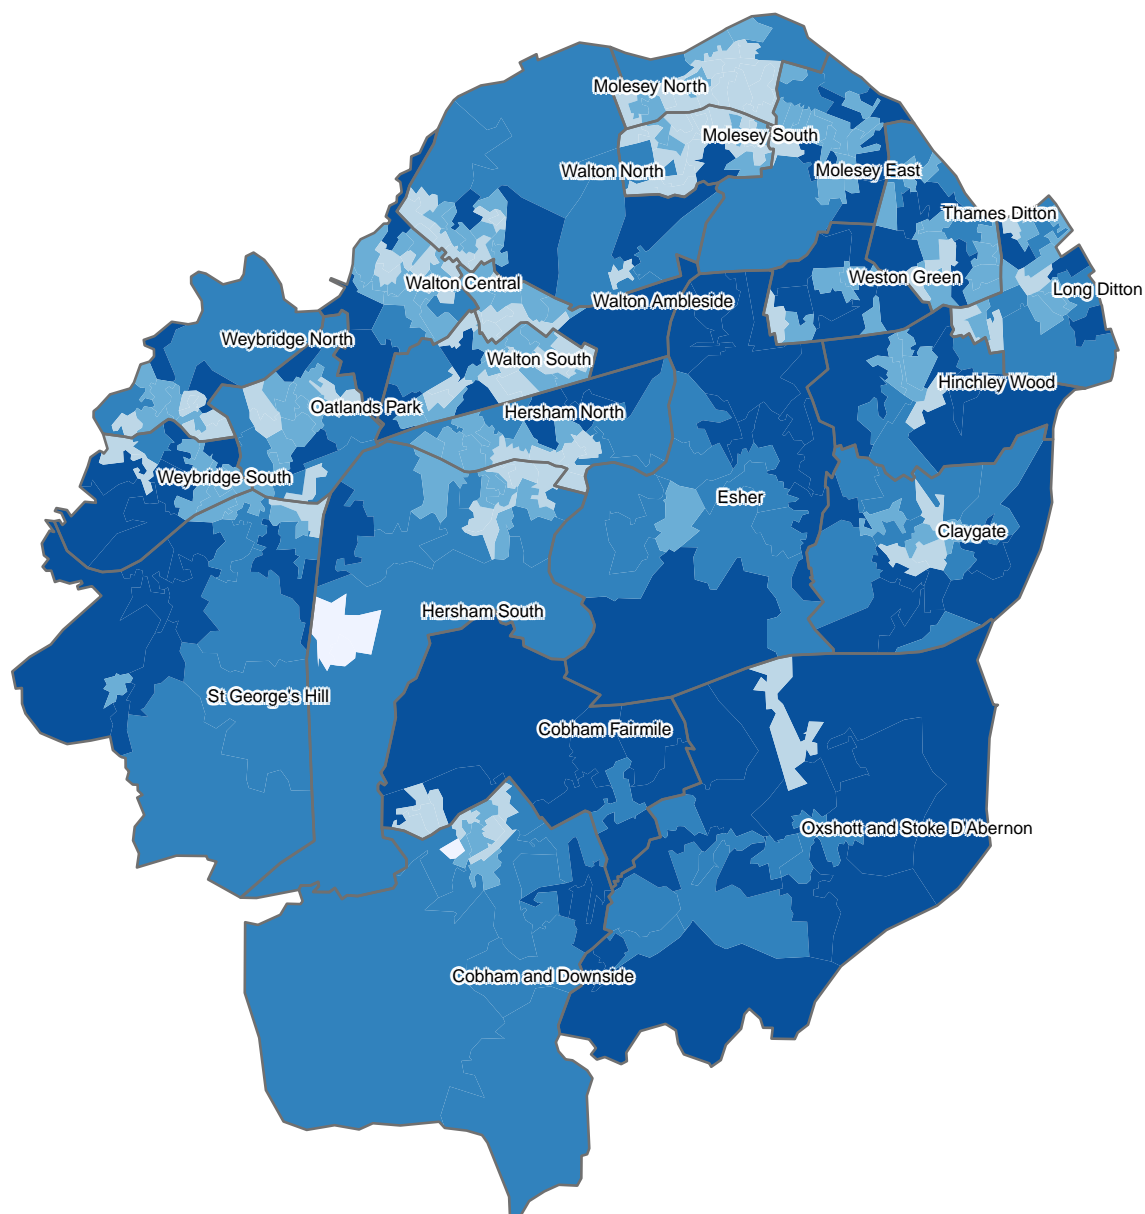 Molesey North
Molesey South
Walton North
Molesey East
Thames Ditton
Weston Green
Walton Central
Long Ditton
Walton Ambleside
Weybridge North
Walton South
Hinchley Wood
Oatlands Park
Hersham North
Weybridge South
Esher
Claygate
Hersham South
St George's Hill
Cobham Fairmile
Oxshott and Stoke D'Abernon
Cobham and Downside